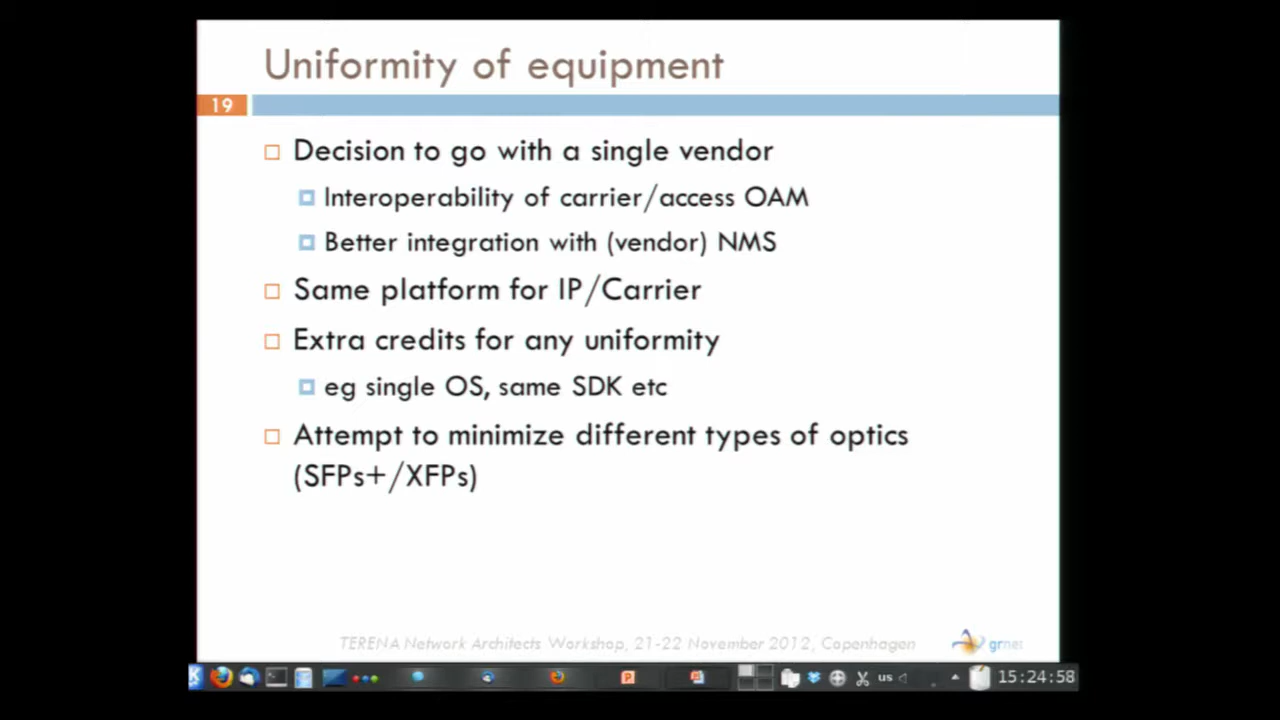 Uniformity of equipment
19
Decision to go with a single vendor
Interoperability of carrier/access OAM
Better integration with (vendor) NMS
Same platform for IP/Carrier
Extra credits for any uniformity
eg single OS, same SDK etc
Attempt to minimize different types of optics
(SFPs+/XFPs)
TERENA Network Architects Workshop, 21-22 November 2012, Copenhagen
grnet
us
15:24:58